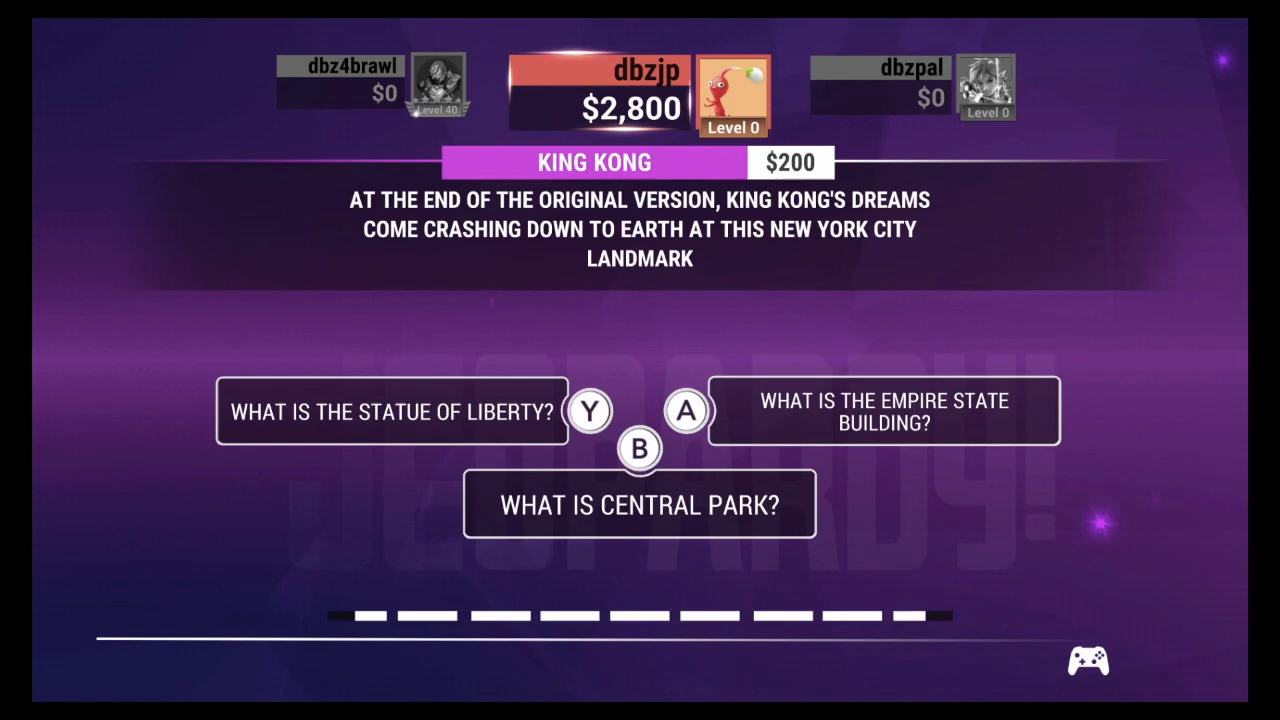 dbz4brawl
$0
Level 40
dbzjp
$2,800
Level 0
dbzpal
$0
Level 0
KING KONG
$200
AT THE END OF THE ORIGINAL VERSION, KING KONG'S DREAMS
COME CRASHING DOWN TO EARTH AT THIS NEW YORK CITY
LANDMARK
JEOPARDY!
WHAT IS THE STATUE OF LIBERTY?
Y
A
WHAT IS THE EMPIRE STATE
BUILDING?
B
WHAT IS CENTRAL PARK?